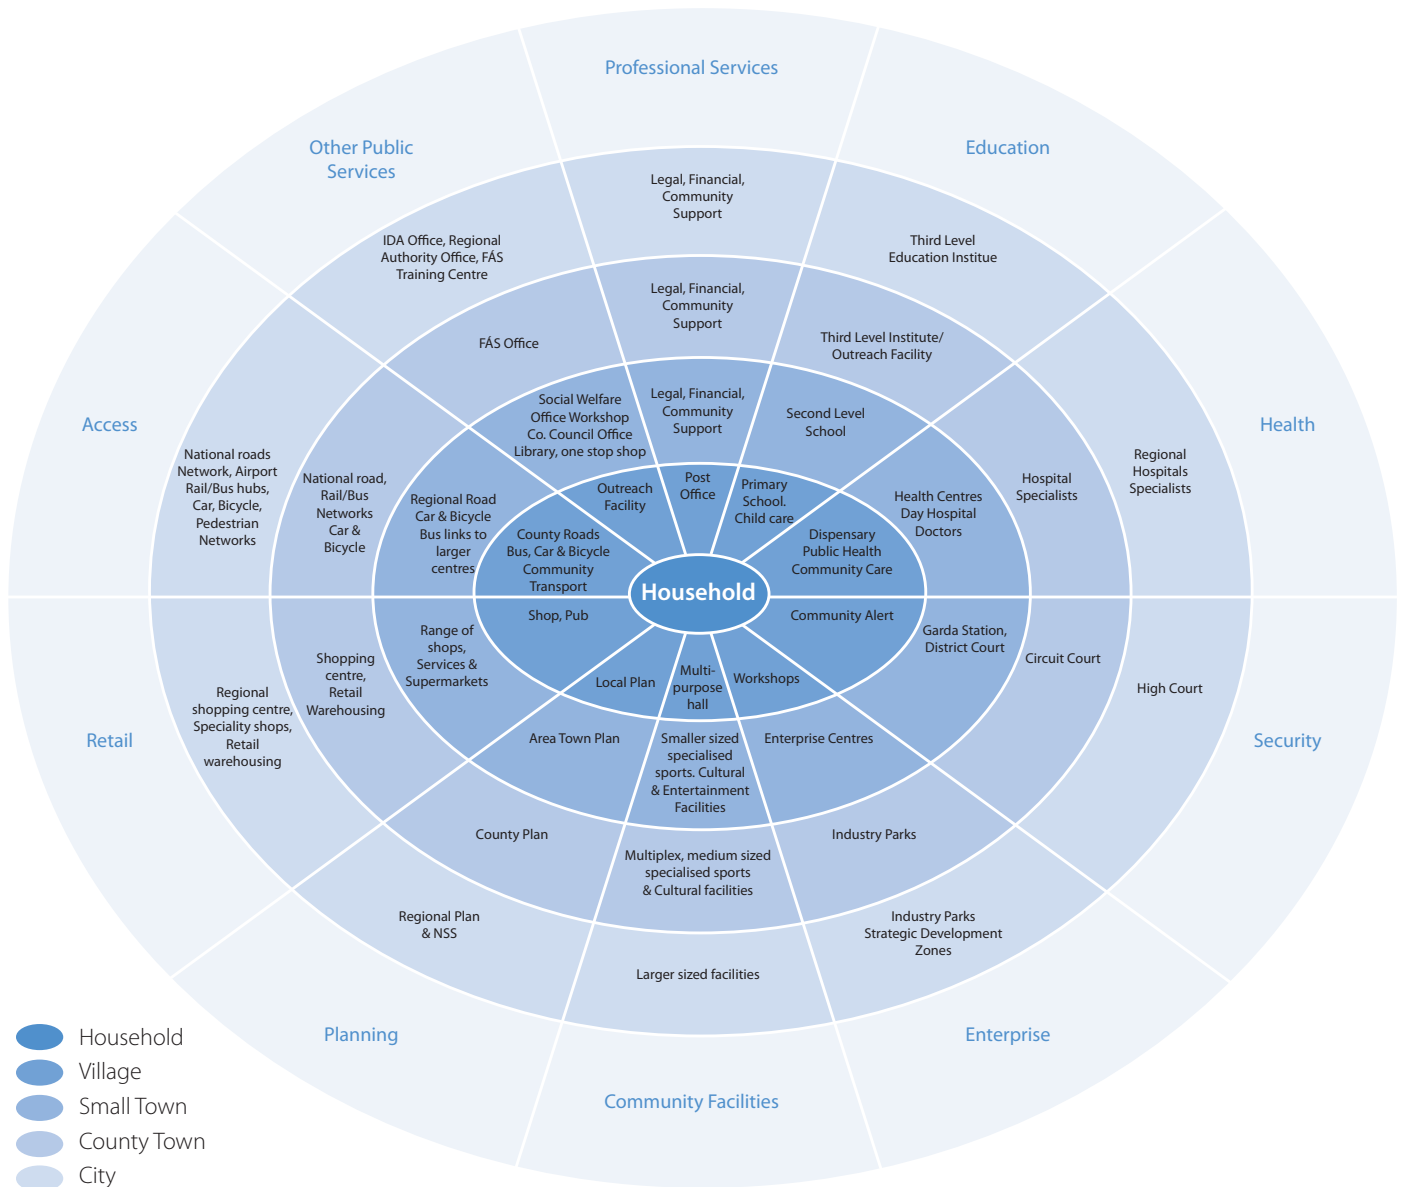 Professional Services
Other Public
Services
Education
Legal, Financial,
Community
Support
IDA Office, Regional
Authority Office, FÁS
Training Centre
Third Level
Education Institue
Legal, Financial,
Community
Support
FÁS Office
Third Level Institute/
Outreach Facility
Social Welfare
Office Workshop
Co. Council Office
Library, one stop shop
Legal, Financial,
Community
Support
Second Level
School
Access
Health
National roads
Network, Airport
Rail/Bus hubs,
Car, Bicycle,
Pedestrian
Networks
National road,
Rail/Bus
Networks
Car &
Bicycle
Regional Road
Car & Bicycle
Bus links to
larger
centres
Outreach
Facility
Post
Office
Primary
School.
Child care
County Roads
Bus, Car & Bicycle
Community
Transport
Dispensary
Public Health
Community Care
Health Centres
Day Hospital
Doctors
Hospital
Specialists
Regional
Hospitals
Specialists
Household
Shop, Pub
Community Alert
Range of
shops,
Services &
Supermarkets
Garda Station,
District Court
Shopping
centre,
Retail
Warehousing
Circuit Court
Regional
shopping centre,
Speciality shops,
Retail
warehousing
High Court
Local Plan
Multi-
purpose
hall
Workshops
Retail
Security
Area Town Plan
Smaller sized
specialised
sports. Cultural
& Entertainment
Facilities
Enterprise Centres
County Plan
Multiplex, medium sized
specialised sports
& Cultural facilities
Industry Parks
Regional Plan
& NSS
Larger sized facilities
Industry Parks
Strategic Development
Zones
Planning
Community Facilities
Enterprise
Household
Village
Small Town
County Town
City